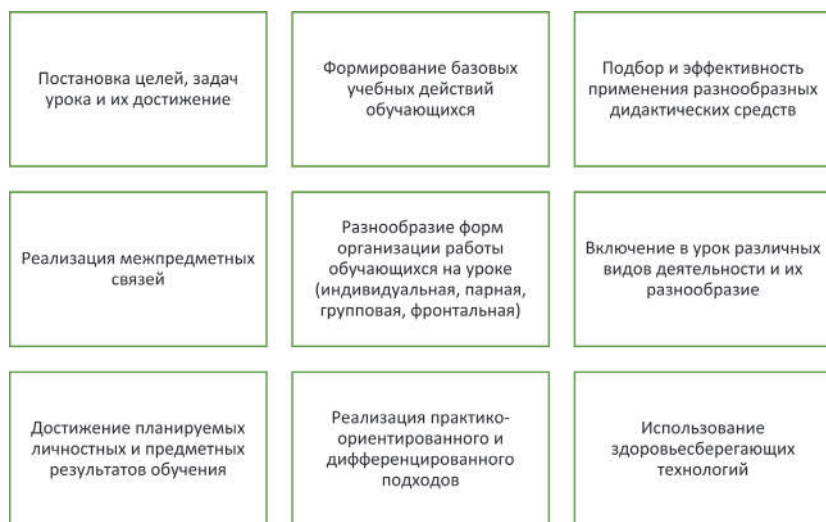 Постановка целей, задач
урока и их достижение
Формирование базовых
учебных действий
обучающихся
Подбор и эффективность
применения разнообразных
дидактических средств
Реализация межпредметных
связей
Разнообразие форм
организации работы
обучающихся на уроке
(индивидуальная, парная,
групповая, фронтальная)
Включение в урок различных
видов деятельности и их
разнообразие
Достижение планируемых
личностных и предметных
результатов обучения
Реализация практико-
ориентированного и
дифференцированного
подходов
Использование
здоровьесберегающих
технологий